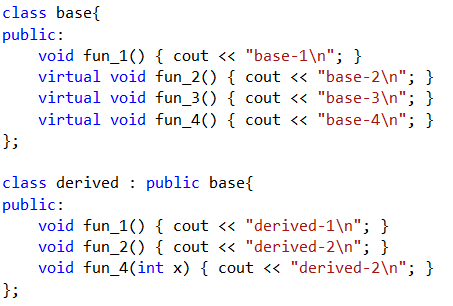 class base{
public:
    void fun_1() { cout << "base-1\n"; }
    virtual void fun_2() { cout << "base-2\n"; }
    virtual void fun_3() { cout << "base-3\n"; }
    virtual void fun_4() { cout << "base-4\n"; }
};

class derived : public base{
public:
    void fun_1() { cout << "derived-1\n"; }
    void fun_2() { cout << "derived-2\n"; }
    void fun_4(int x) { cout << "derived-2\n"; }
};